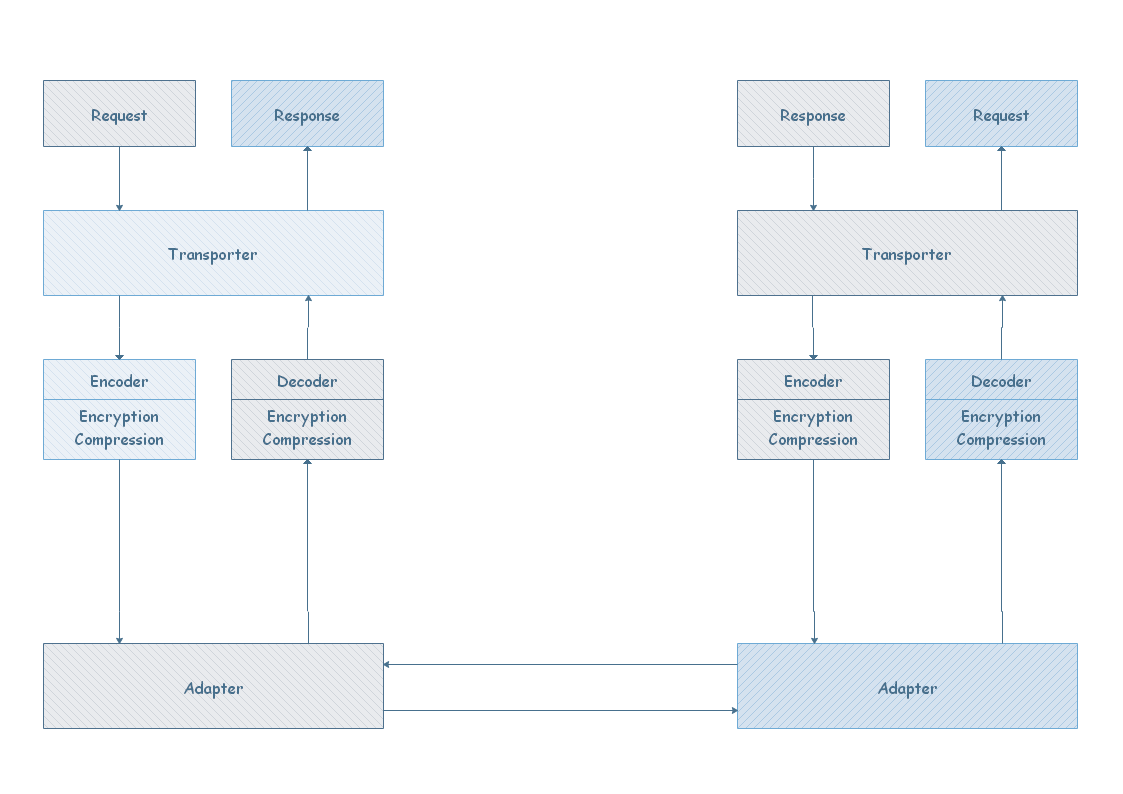 Request
Response
Response
Request
Transporter
Transporter
Encoder
Decoder
Encoder
Decoder
Encryption
Compression
Encryption
Compression
Encryption
Compression
Encryption
Compression
Adapter
Adapter